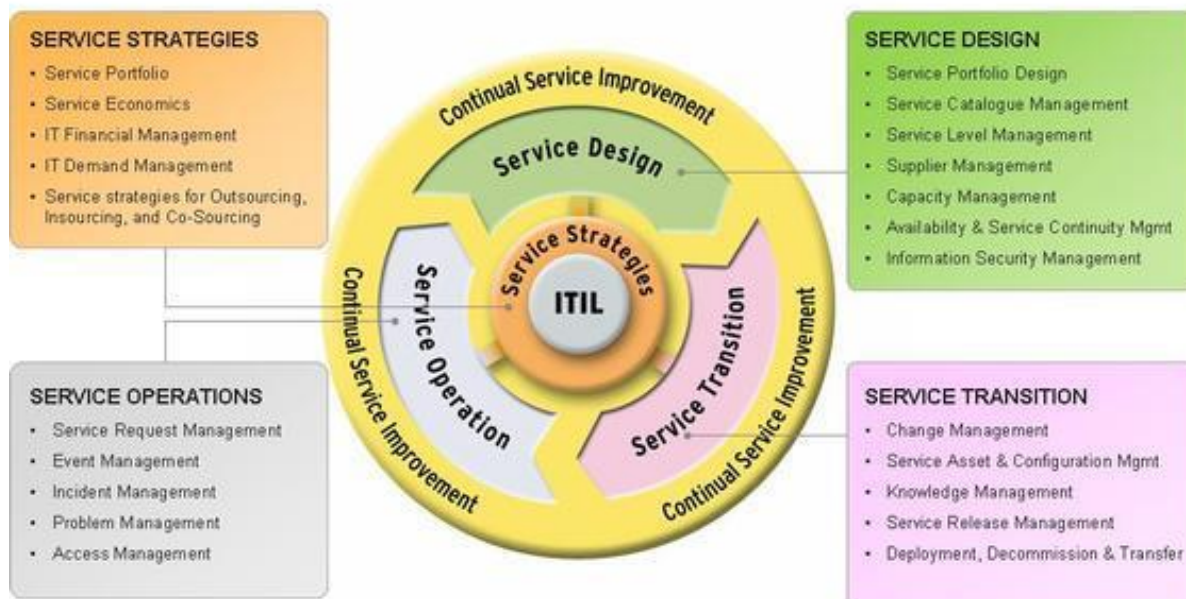 SERVICE STRATEGIES
• Service Portfolio
• Service Economics
• IT Financial Management
• IT Demand Management
• Service strategies for Outsourcing,
Insourcing, and Co-Sourcing
SERVICE DESIGN
• Service Portfolio Design
• Service Catalogue Management
• Service Level Management
• Supplier Management
• Capacity Management
• Availability & Service Continuity Mgmt
• Information Security Management
Continual Service Improvement
Service Design
Service Strategies
ITIL
Service Operation
Service Transition
Continual Service Improvement
Continual Service Improvement
SERVICE OPERATIONS
• Service Request Management
• Event Management
• Incident Management
• Problem Management
• Access Management
SERVICE TRANSITION
• Change Management
• Service Asset & Configuration Mgmt
• Knowledge Management
• Service Release Management
• Deployment, Decommission & Transfer